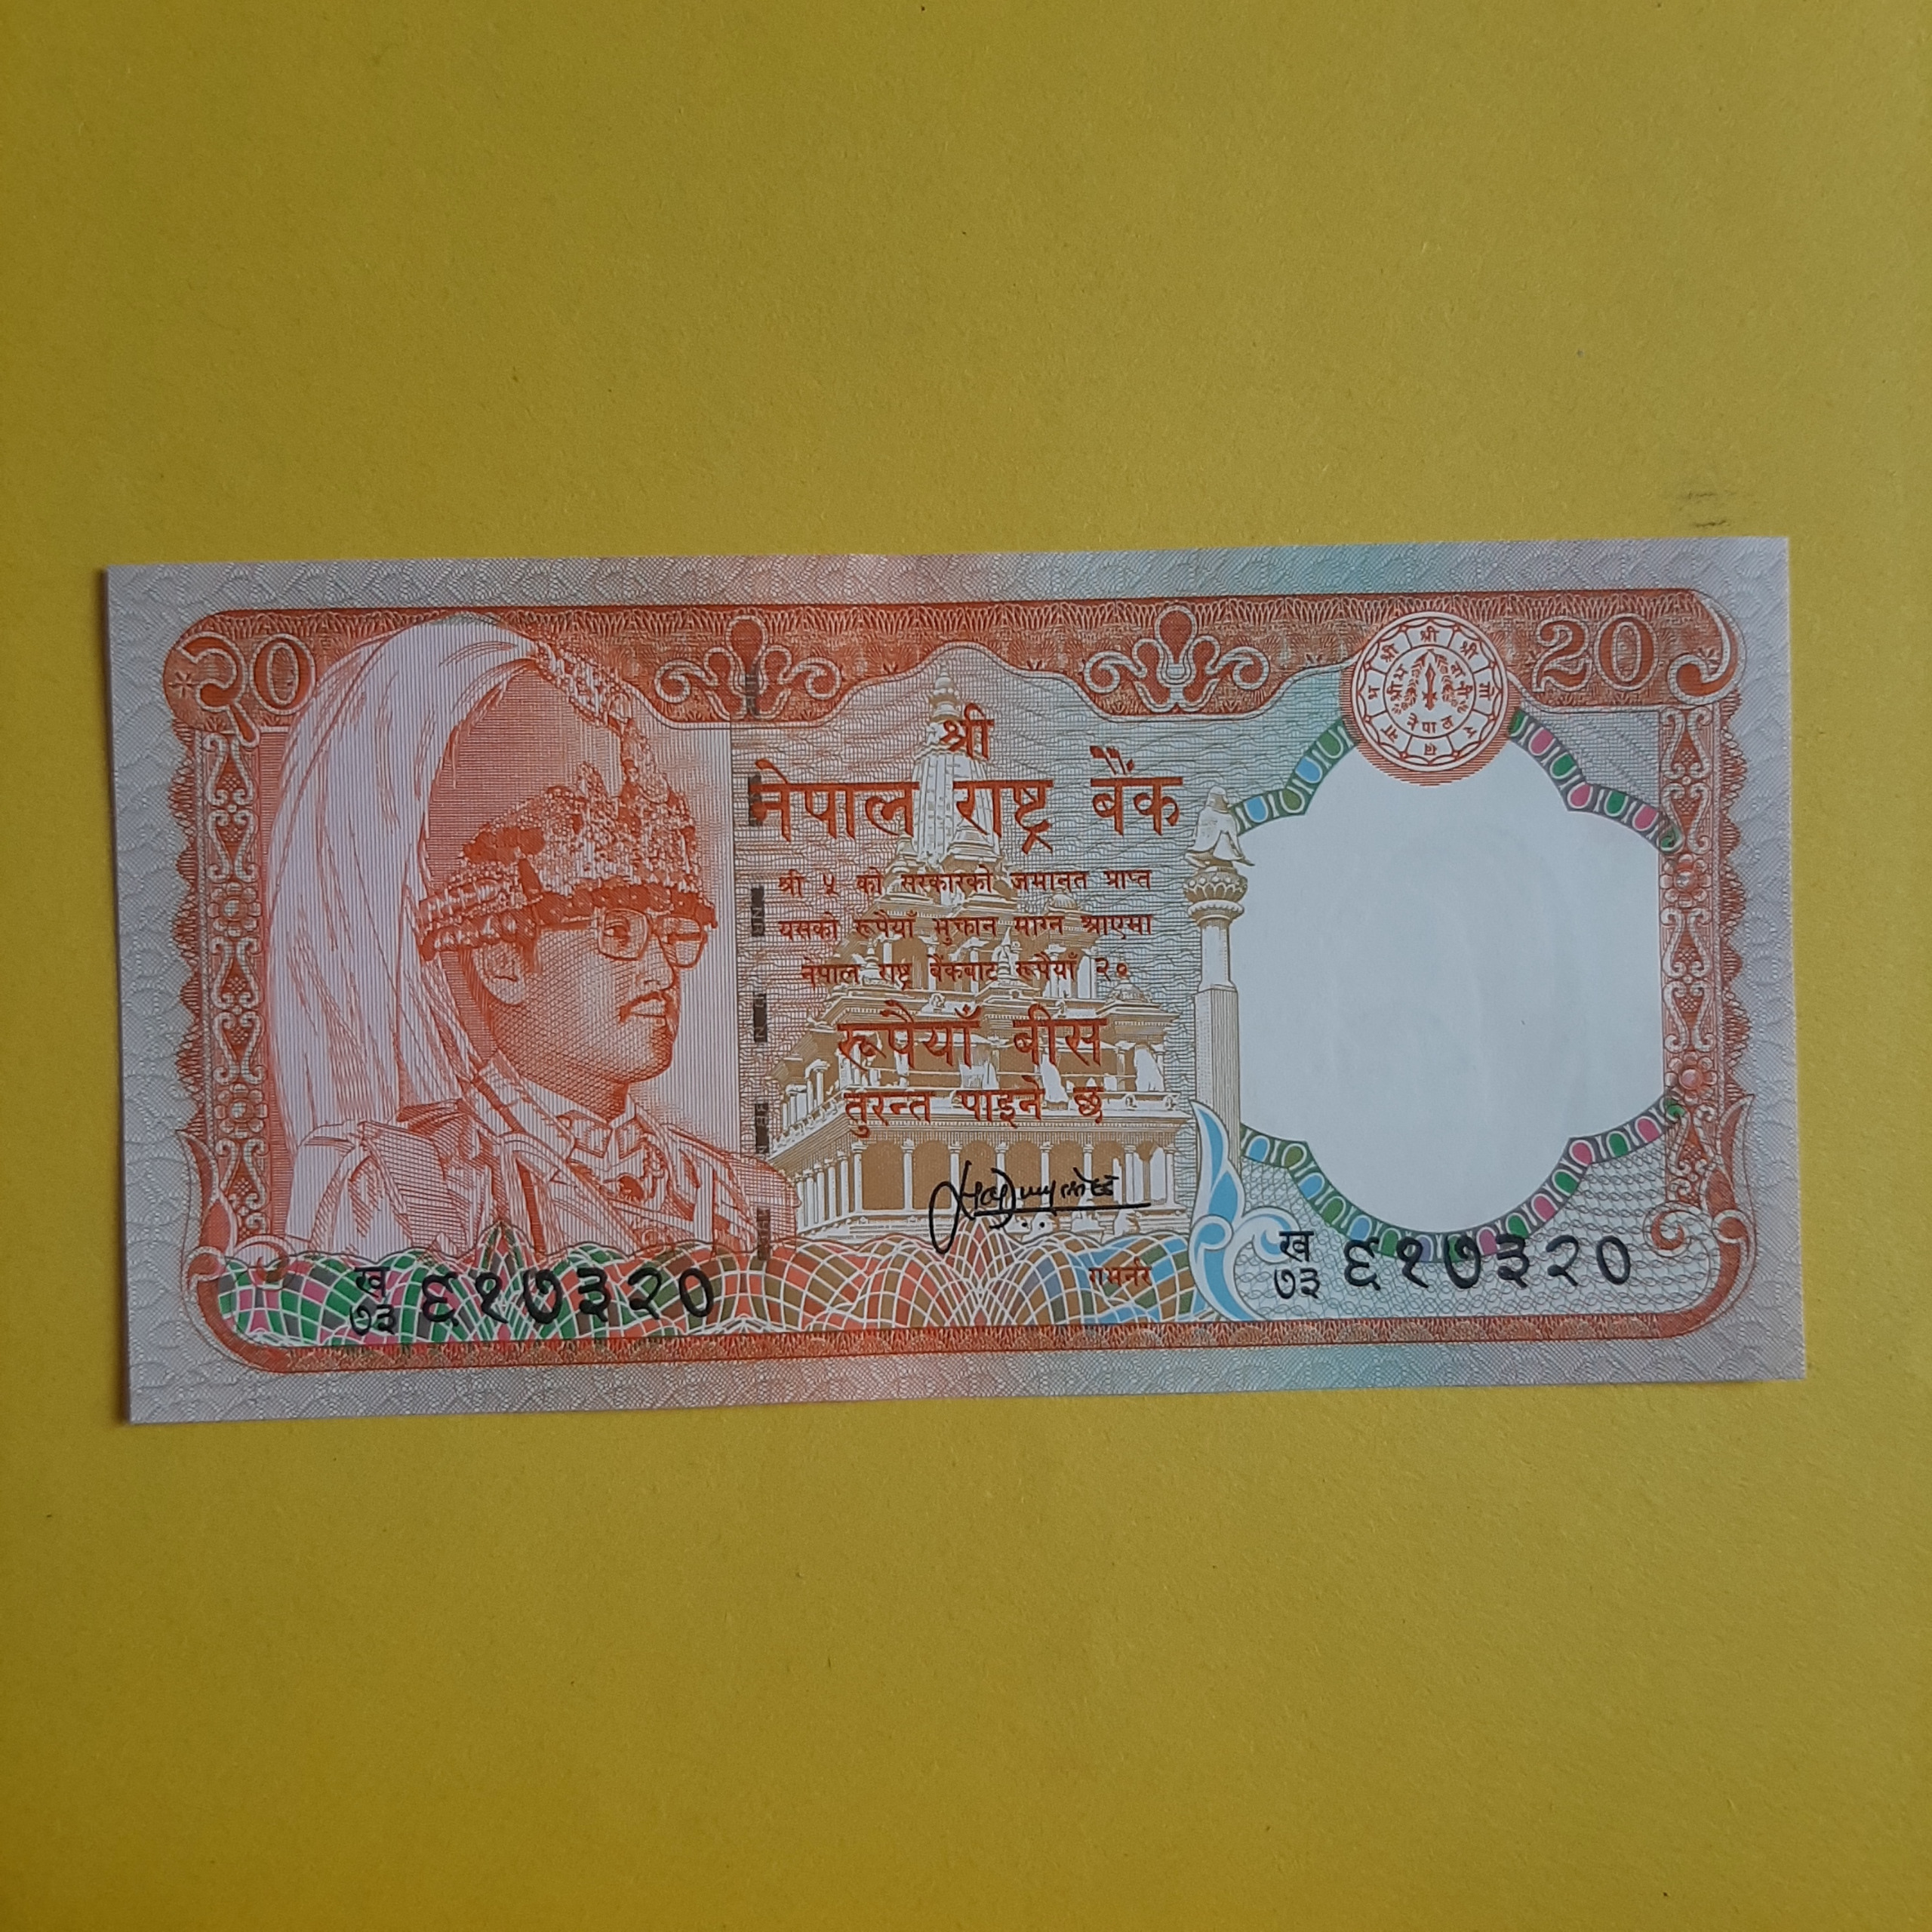 २०
20
श्री
नेपाल राष्ट्र बैंक
श्री ५ को सरकारको जमानत प्राप्त
यसको रूपैयाँ भुक्तान माग्न आएमा
नेपाल राष्ट्र बैंकबाट रूपैयाँ २०
रूपैयाँ बीस
तुरन्त पाइने छ
गभर्नर
ख
७३ ६१७३२०
ख
७३ ६१७३२०